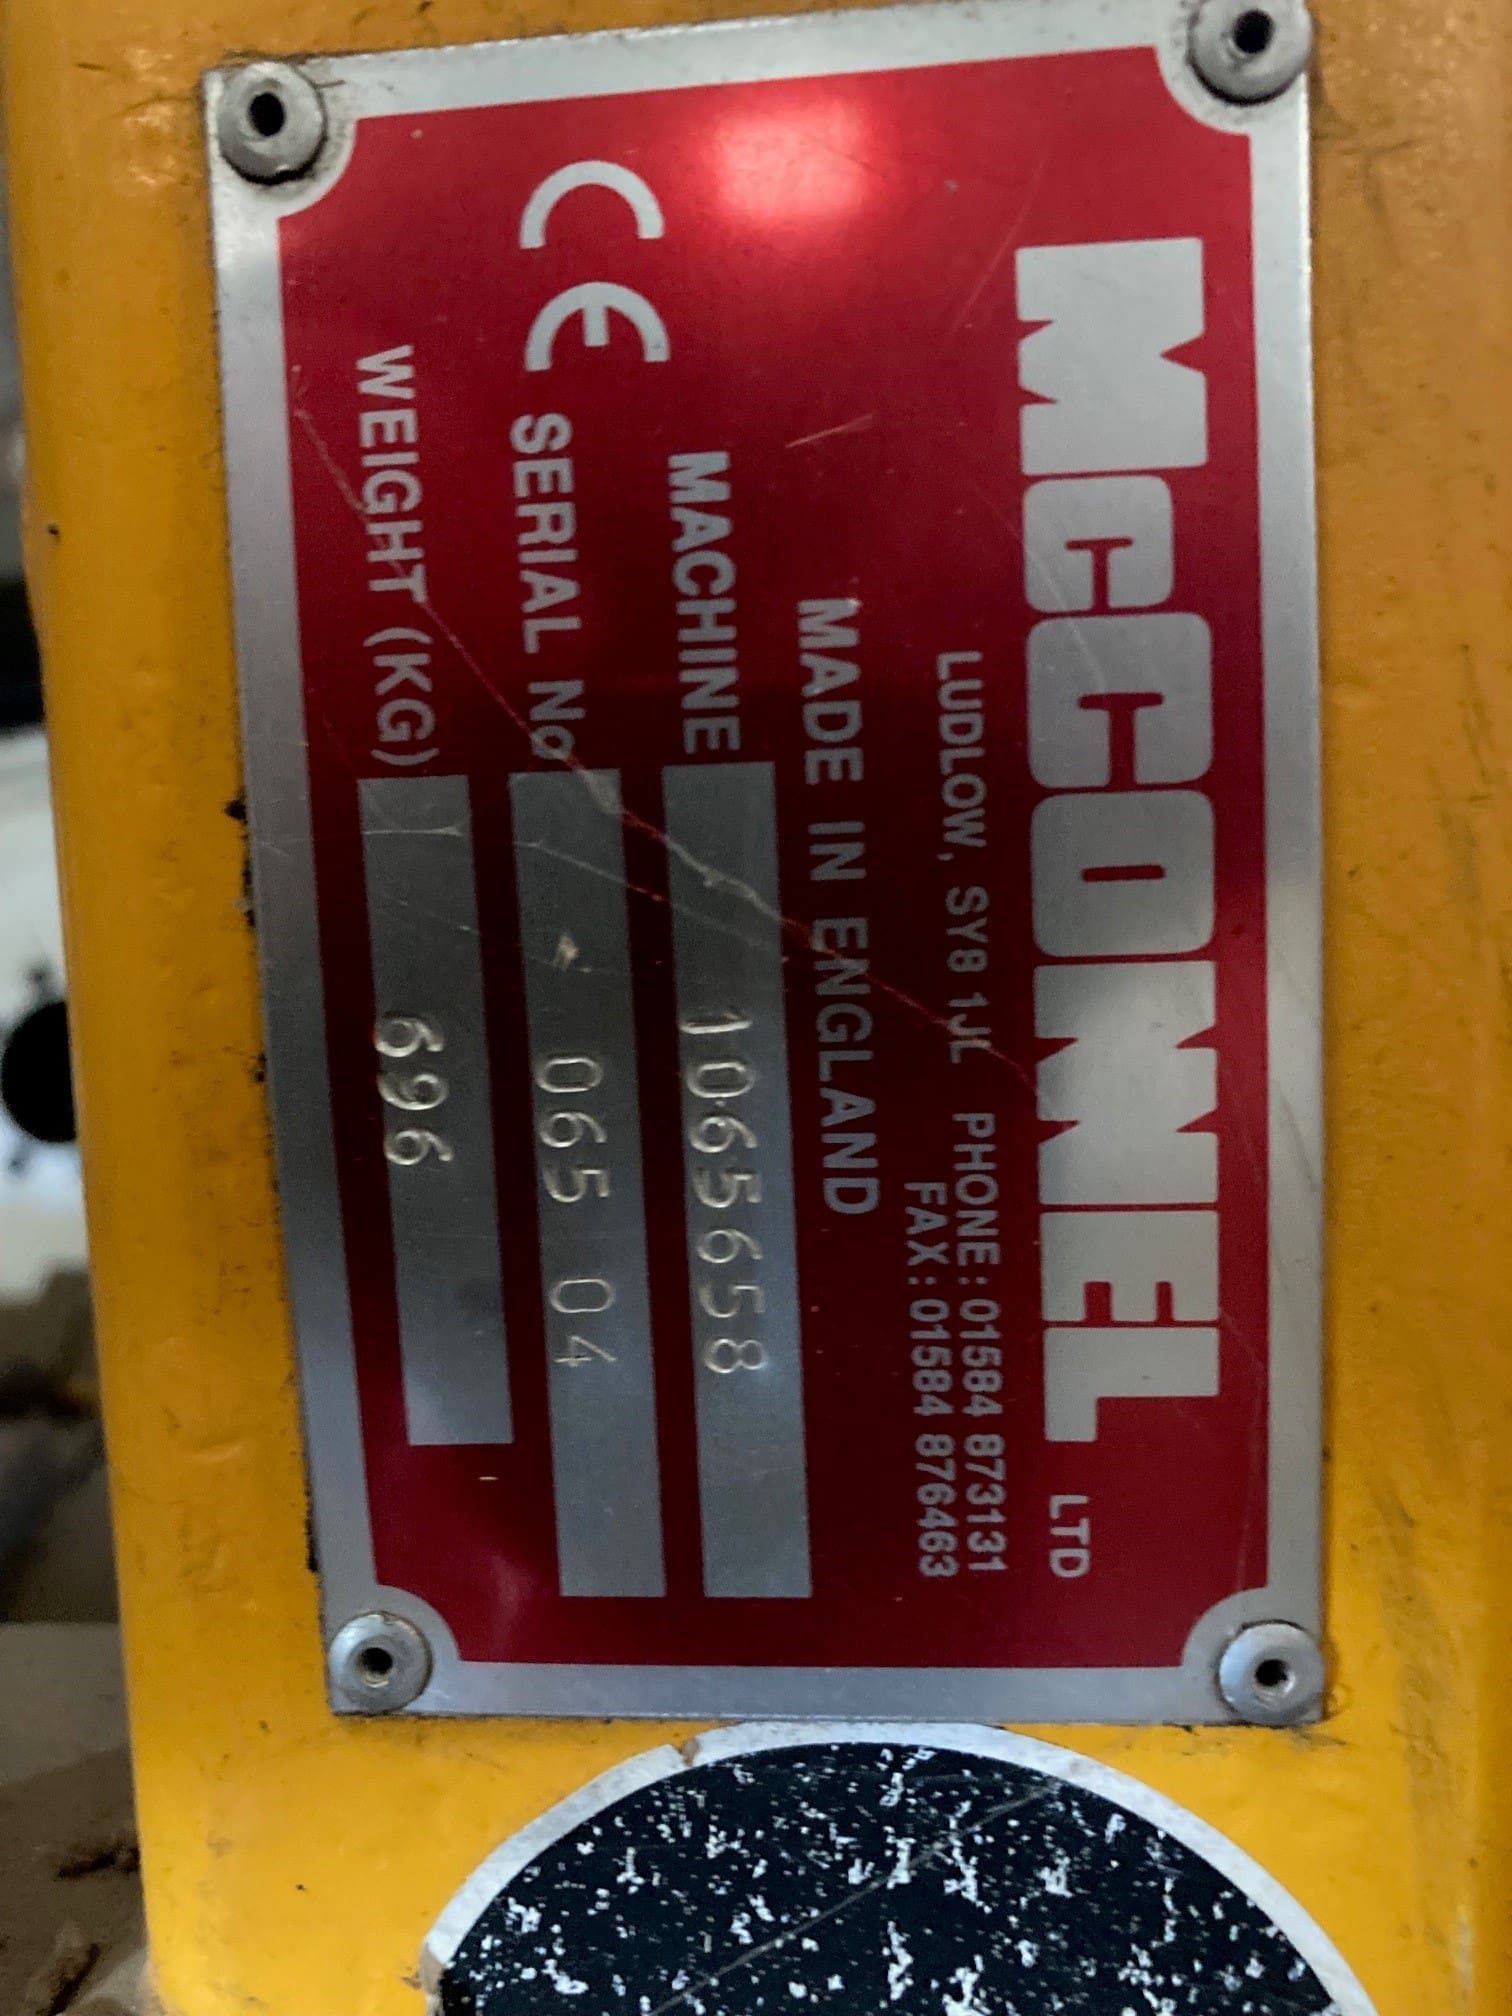 McCONNEL LTD
LUDLOW, SY8 1JL PHONE: 01584 873131
FAX: 01584 876463
MADE IN ENGLAND
MACHINE 1065658
CE SERIAL No 065 04
WEIGHT (KG) 696